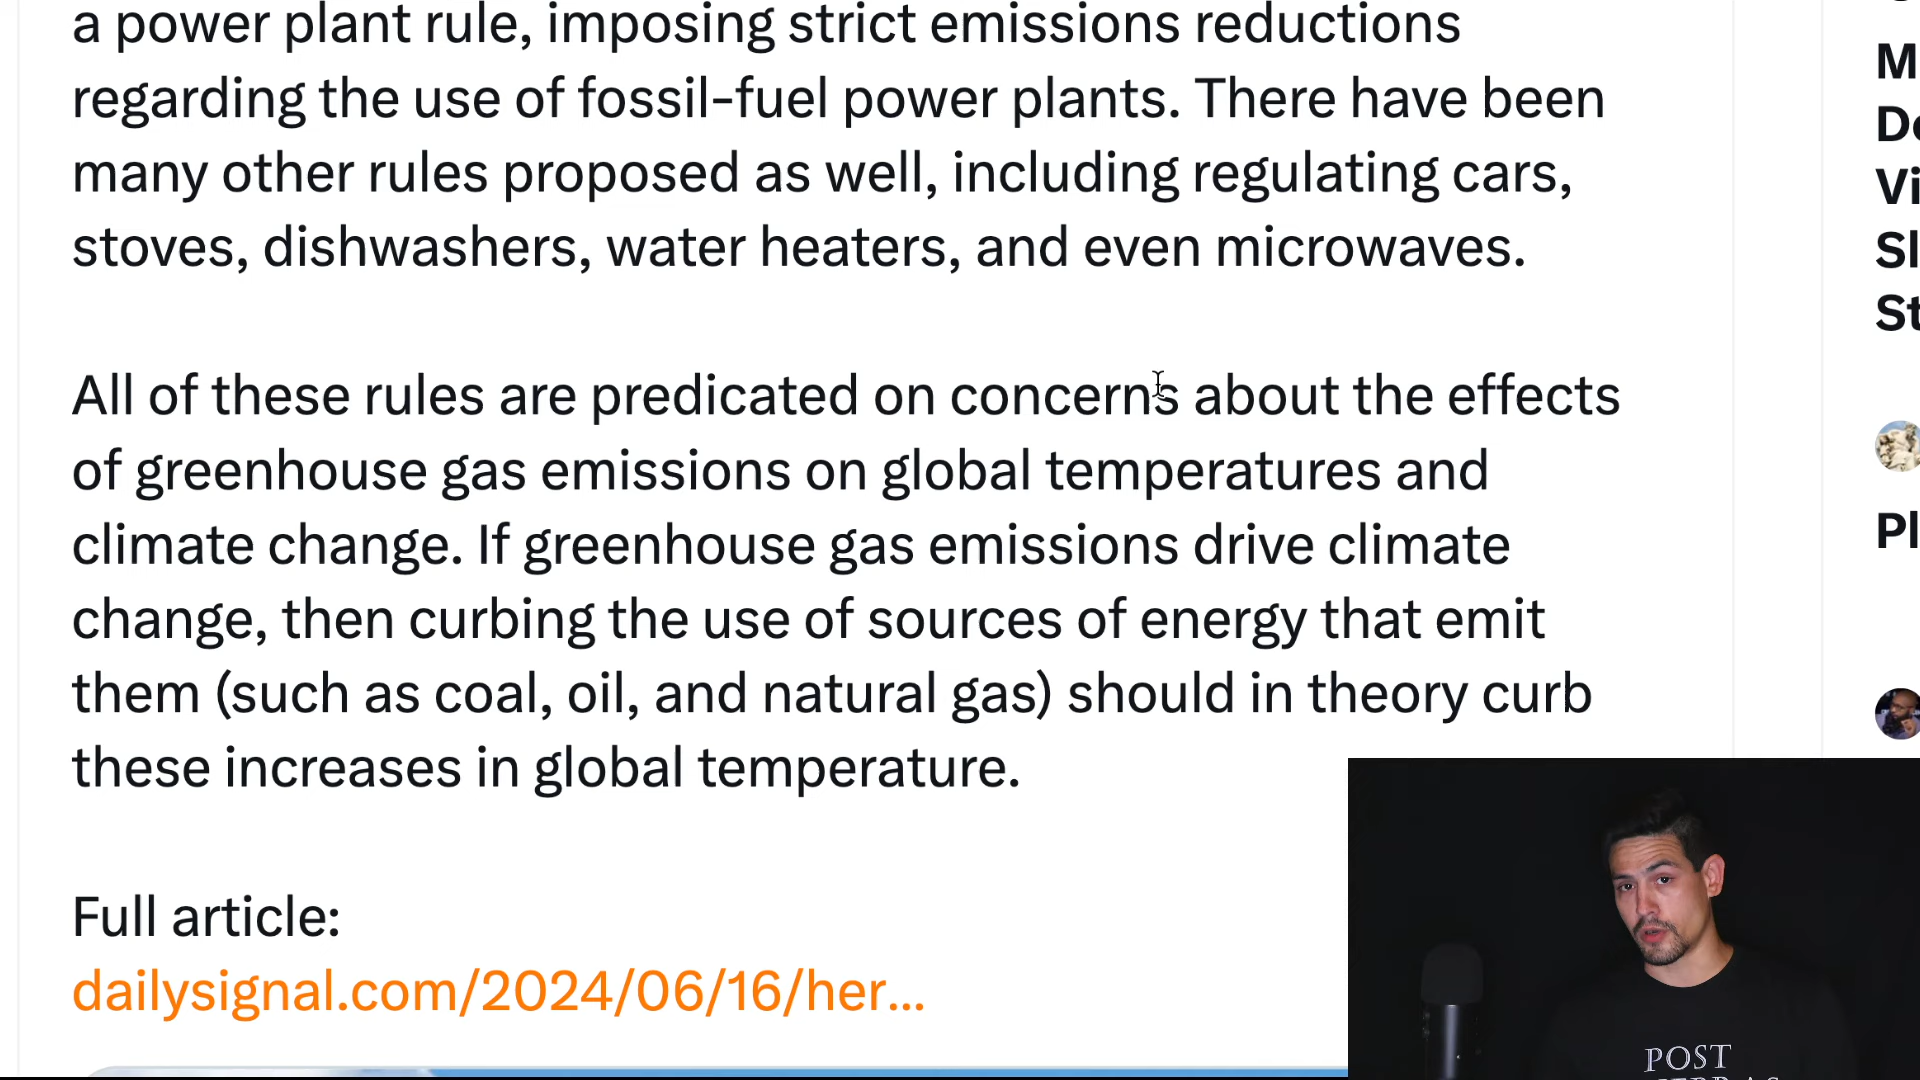 a power plant rule, imposing strict emissions reductions
regarding the use of fossil-fuel power plants. There have been
many other rules proposed as well, including regulating cars,
stoves, dishwashers, water heaters, and even microwaves.
All of these rules are predicated on concerns about the effects
of greenhouse gas emissions on global temperatures and
climate change. If greenhouse gas emissions drive climate
change, then curbing the use of sources of energy that emit
them (such as coal, oil, and natural gas) should in theory curb
these increases in global temperature.
Full article:
dailysignal.com/2024/06/16/her...
M
De
Vi
Sl
St
Pl
POST